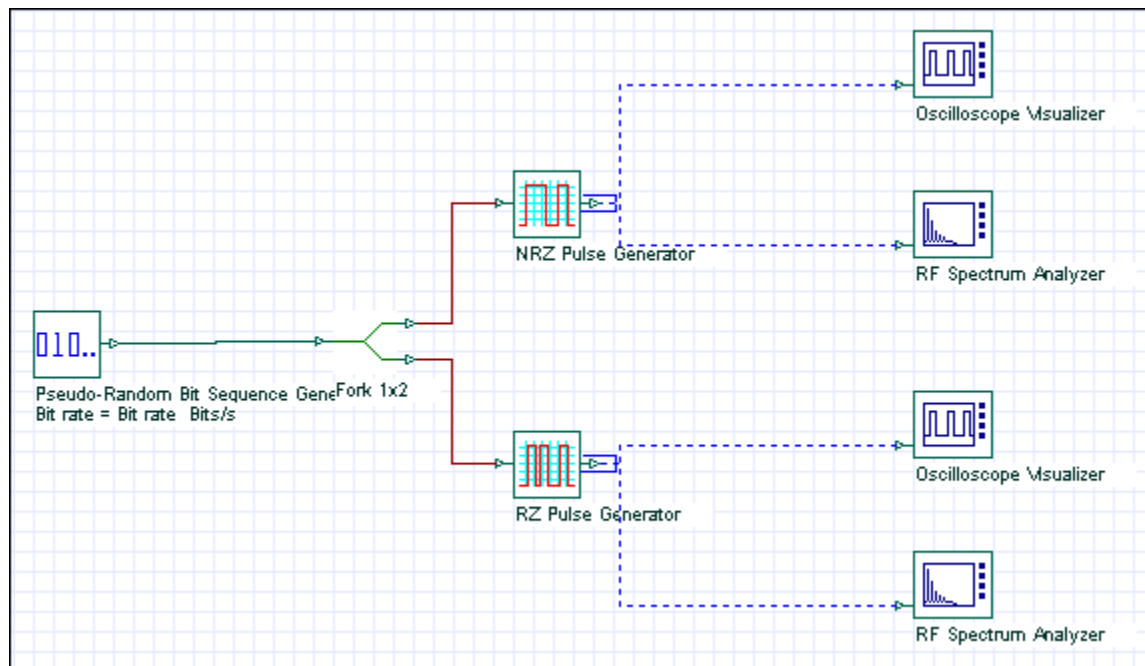 Oscilloscope Visualizer
NRZ Pulse Generator
RF Spectrum Analyzer
010..
Pseudo-Random Bit Sequence Gene
Fork 1x2
Bit rate = Bit rate Bits/s
Oscilloscope Visualizer
RZ Pulse Generator
RF Spectrum Analyzer